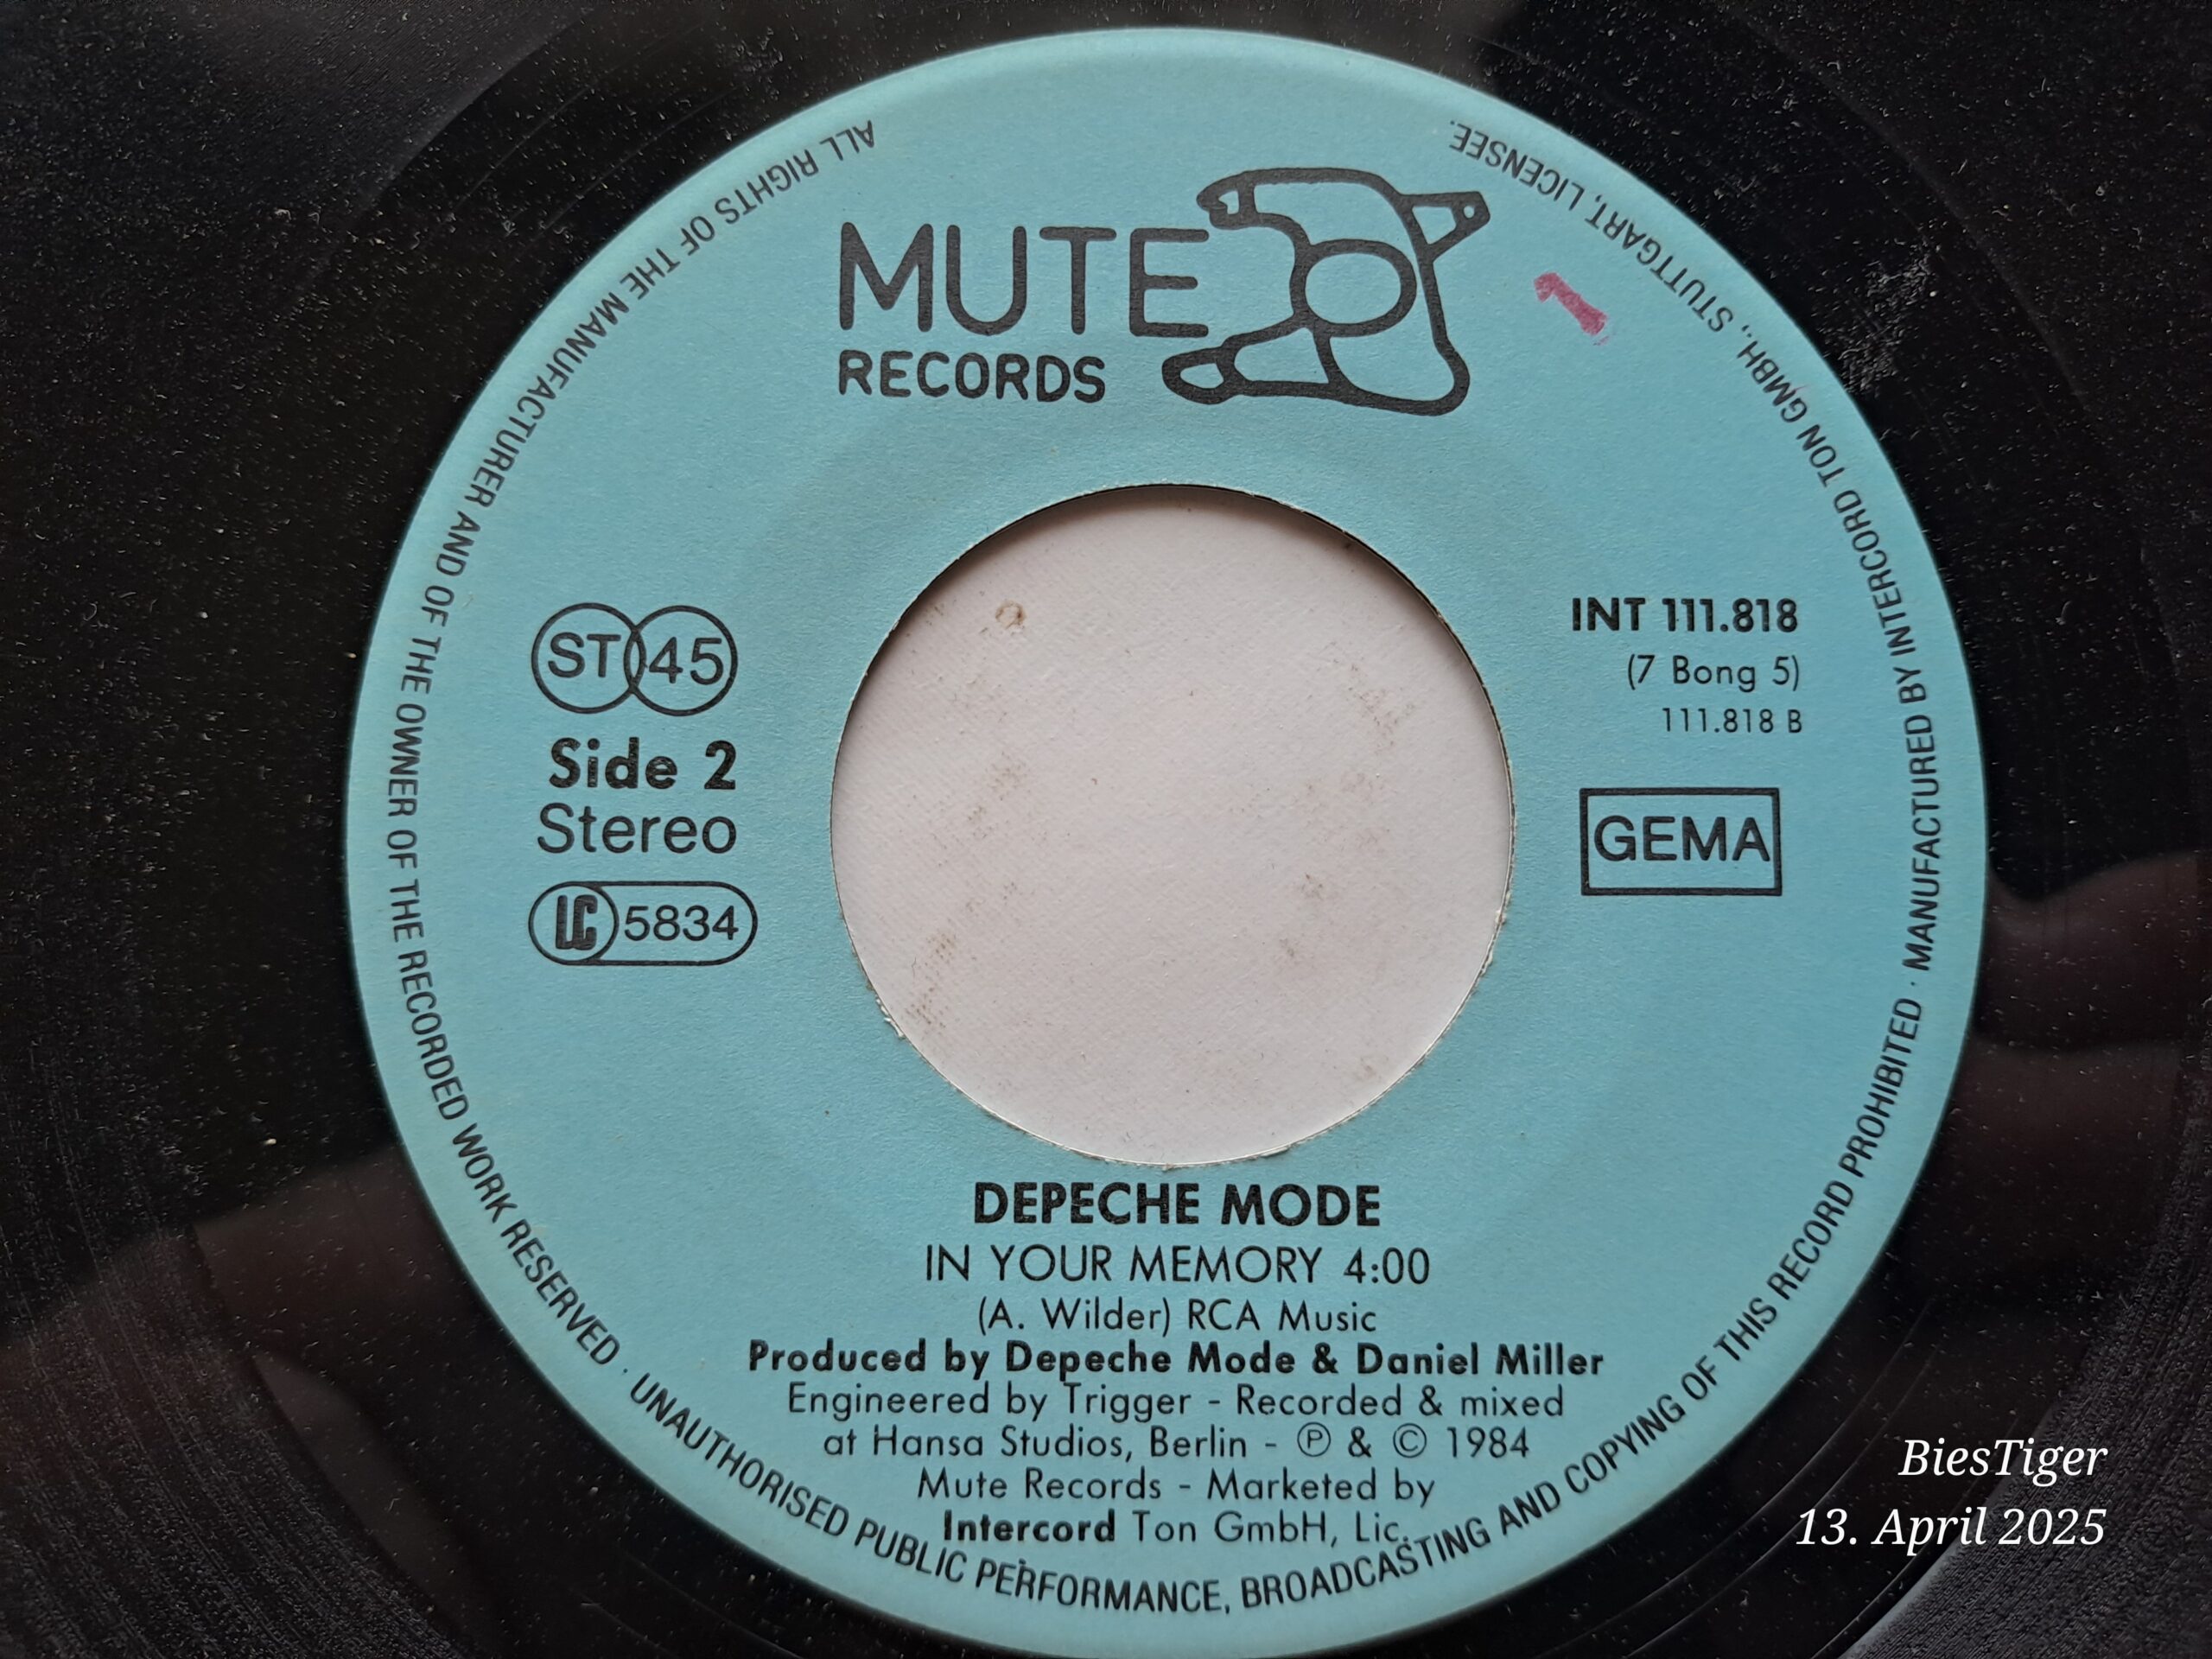 MUTE
RECORDS
ST 45
Side 2
Stereo
LC 5834
INT 111.818
(7 Bong 5)
111.818 B
GEMA
DEPECHE MODE
IN YOUR MEMORY 4:00
(A. Wilder) RCA Music
Produced by Depeche Mode & Daniel Miller
Engineered by Trigger - Recorded & mixed
at Hansa Studios, Berlin - ℗ & © 1984
Mute Records - Marketed by
Intercord Ton GmbH, Lic.
ALL RIGHTS OF THE MANUFACTURER AND OF THE OWNER OF THE RECORDED WORK RESERVED · UNAUTHORISED PUBLIC PERFORMANCE, BROADCASTING AND COPYING OF THIS RECORD PROHIBITED · MANUFACTURED BY INTERCORD TON GMBH., STUTTGART, LICENSEE.
1
BiesTiger
13. April 2025